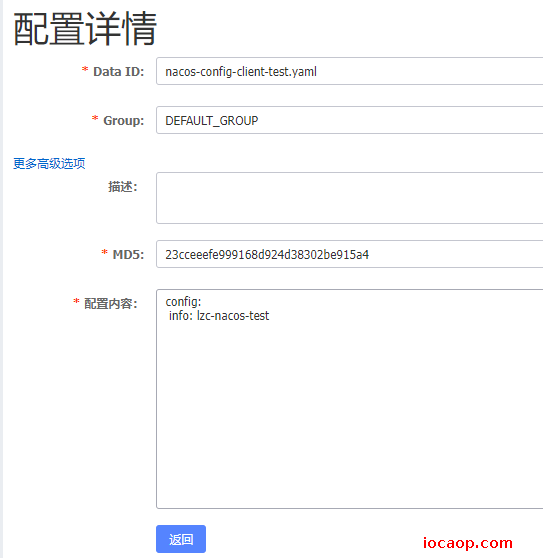 配置详情
* Data ID: nacos-config-client-test.yaml
* Group: DEFAULT_GROUP
更多高级选项
描述:
* MD5: 23cceeefe999168d924d38302be915a4
* 配置内容: config:
info: lzc-nacos-test
返回
iocaop.com